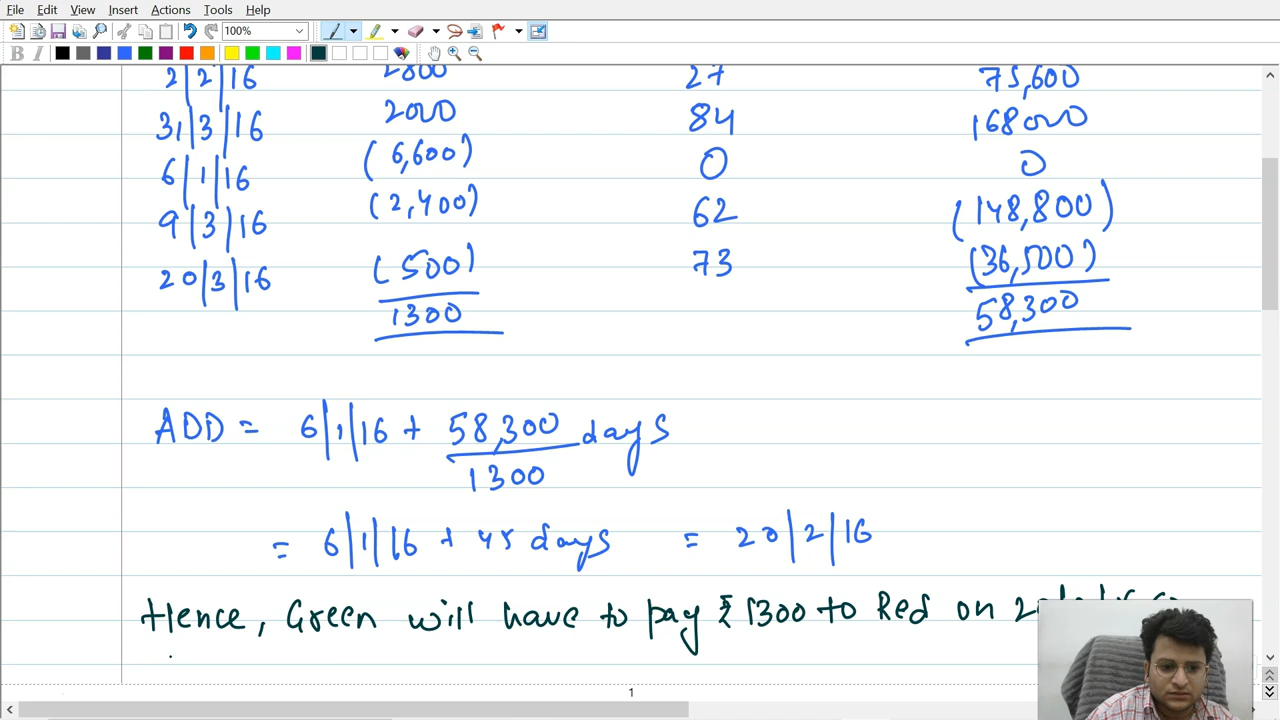 File Edit View Insert Actions Tools Help
100%
B I
2|2|16 2800 27 75,600
31|3|16 2000 84 168000
6|1|16 (6,600) 0 0
9|3|16 (2,400) 62 (148,800)
20|3|16 (500) 73 (36,500)
1300 58,300
ADD = 6|1|16 + 58,300 days
1300
= 6|1|16 + 45 days = 20|2|16
Hence, Green will have to pay ₹ 1300 to Red on
1